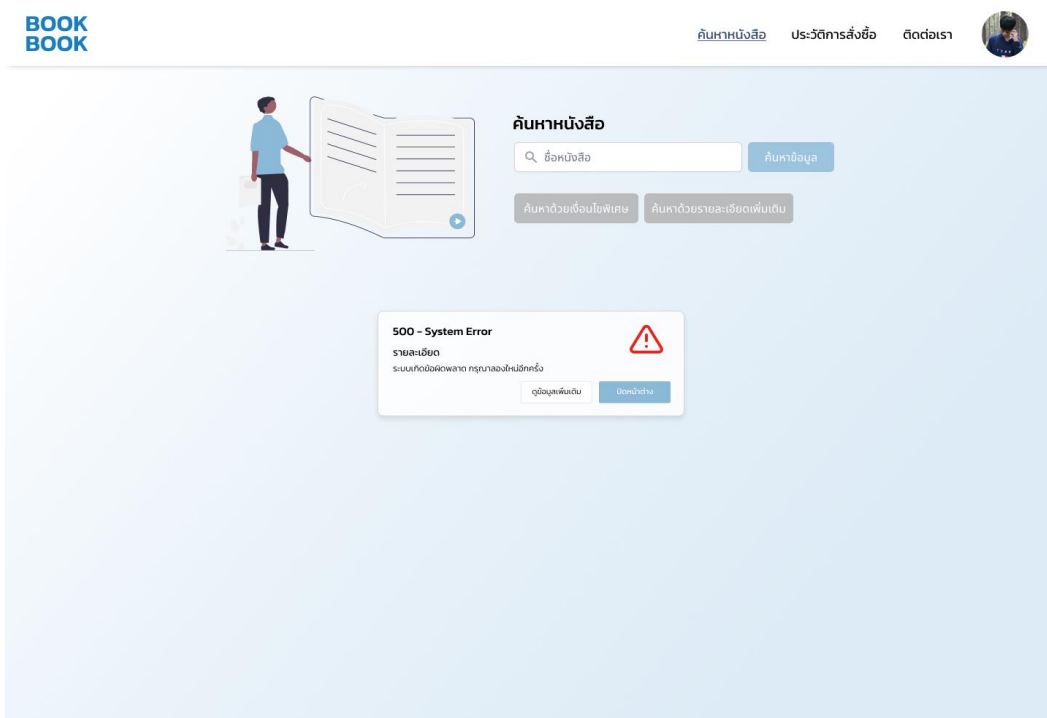 BOOK
BOOK
ค้นหาหนังสือ
ประวัติการสั่งซื้อ
ติดต่อเรา
ค้นหาหนังสือ
ชื่อหนังสือ
ค้นหาข้อมูล
ค้นหาด้วยเงื่อนไขพิเศษ
ค้นหาด้วยรายละเอียดเพิ่มเติม
500 - System Error
รายละเอียด
ระบบเกิดข้อผิดพลาด กรุณาลองใหม่อีกครั้ง
ดูข้อมูลเพิ่มเติม
ปิดหน้าต่าง